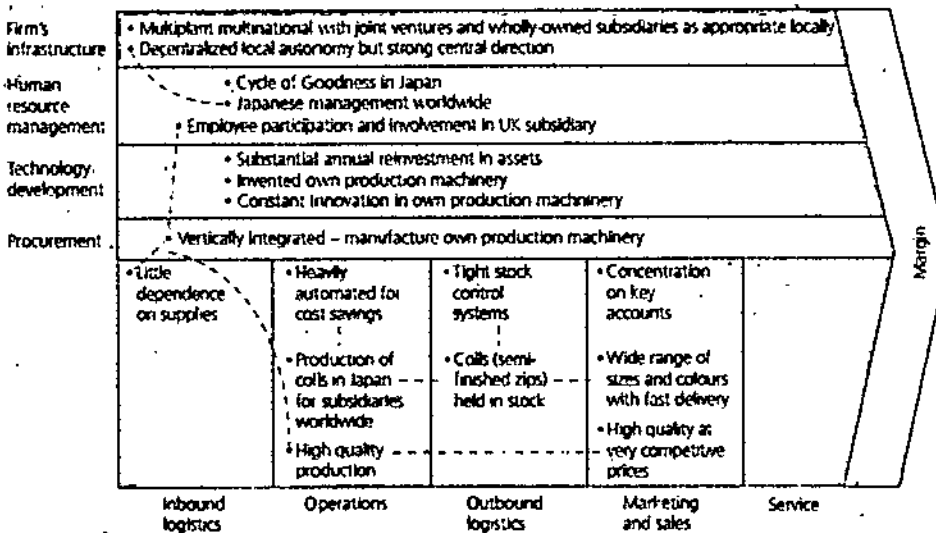 Firm's
infrastructure
• Multiplant multinational with joint ventures and wholly-owned subsidiaries as appropriate locally
• Decentralized local autonomy but strong central direction
Human
resource
management
• Cycle of Goodness in Japan
• Japanese management worldwide
• Employee participation and involvement in UK subsidiary
Technology
development
• Substantial annual reinvestment in assets
• Invented own production machinery
• Constant innovation in own production machninery
Procurement
• Vertically integrated – manufacture own production machinery
• Little
dependence
on supplies
• Heavily
automated for
cost savings
• Production of
coils in Japan
for subsidiaries
worldwide
• High quality
production
• Tight stock
control
systems
• Coils (semi-
finished zips)
held in stock
• Concentration
on key
accounts
• Wide range of
sizes and colours
with fast delivery
• High quality at
very competitive
prices
Margin
Inbound
logistics
Operations
Outbound
logistics
Marketing
and sales
Service